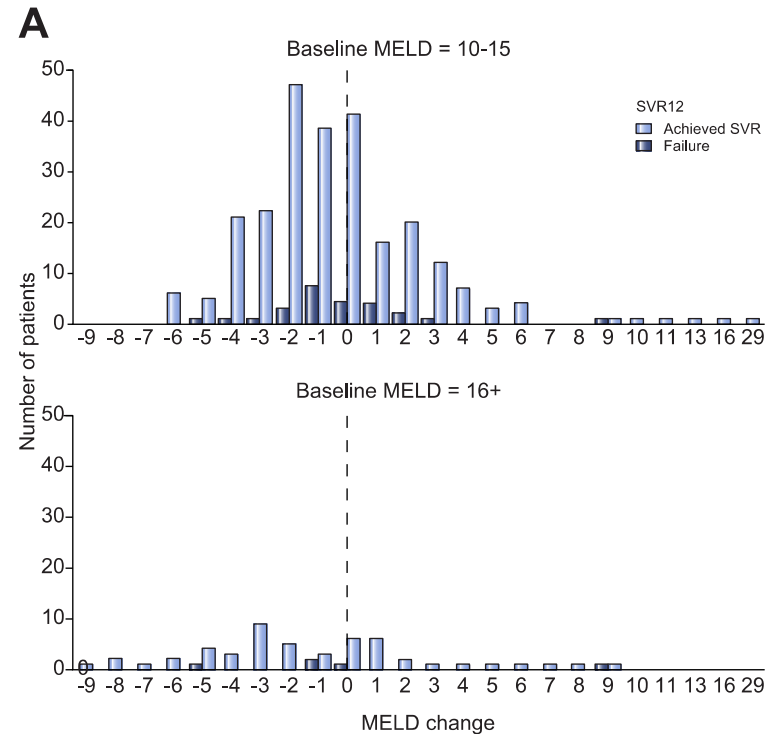 A
Baseline MELD = 10-15
SVR12
Achieved SVR
Failure
50
40
30
20
10
0
-9 -8 -7 -6 -5 -4 -3 -2 -1 0 1 2 3 4 5 6 7 8 9 10 11 13 16 29
Number of patients
Baseline MELD = 16+
50
40
30
20
10
0
0
-9 -8 -7 -6 -5 -4 -3 -2 -1 0 1 2 3 4 5 6 7 8 9 10 11 13 16 29
MELD change